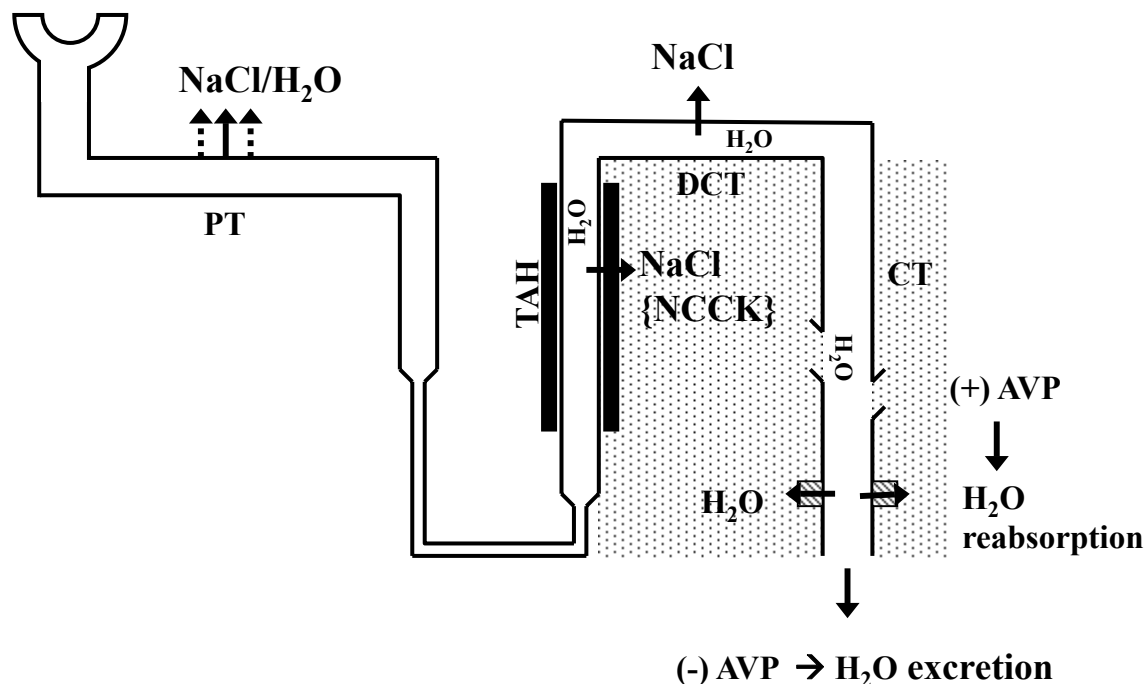 NaCl/H₂O
PT
NaCl
H₂O
DCT
H₂O
TAH
NaCl
{NCCK}
CT
H₂O
(+) AVP
H₂O
reabsorption
H₂O
(-) AVP → H₂O excretion